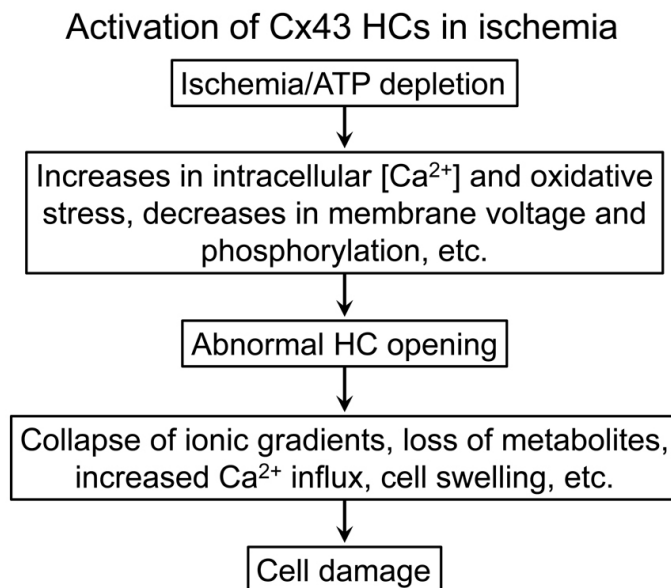 Activation of Cx43 HCs in ischemia
Ischemia/ATP depletion
Increases in intracellular [Ca²⁺] and oxidative
stress, decreases in membrane voltage and
phosphorylation, etc.
Abnormal HC opening
Collapse of ionic gradients, loss of metabolites,
increased Ca²⁺ influx, cell swelling, etc.
Cell damage